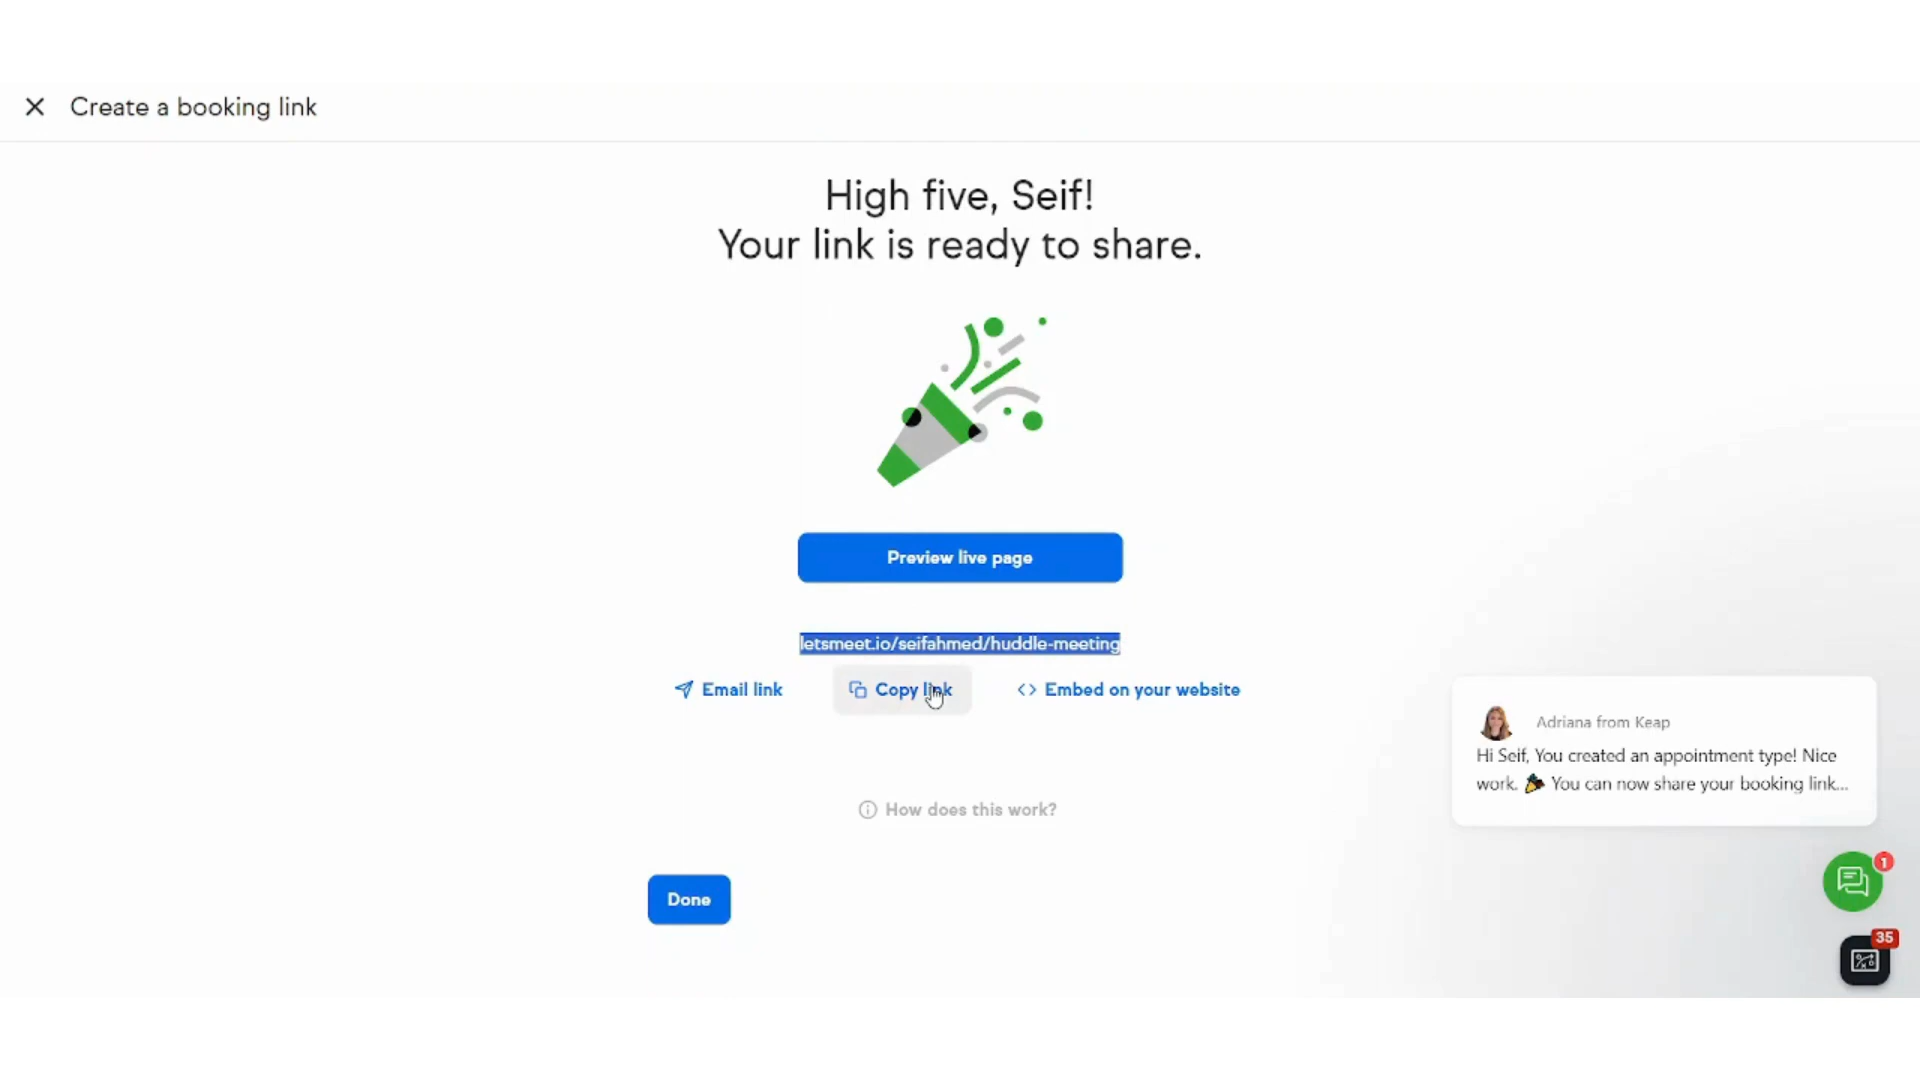 Create a booking link
High five, Seif!
Your link is ready to share.
Preview live page
letsmeet.io/seifahmed/huddle-meeting
Email link
Copy link
<> Embed on your website
How does this work?
Done
Adriana from Keap
Hi Seif, You created an appointment type! Nice
work. 🎉 You can now share your booking link...
1
35